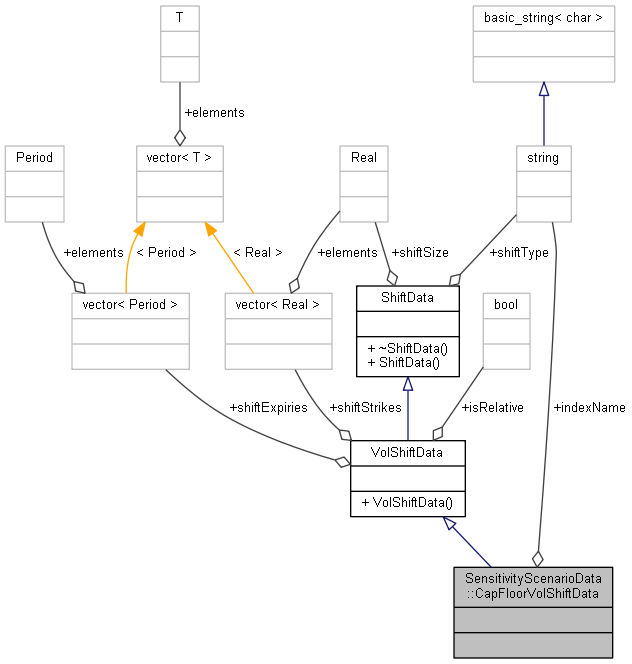 T
basic_string< char >
+elements
Period
vector< T >
Real
string
+elements
< Period >
< Real >
+elements
+shiftSize
+shiftType
vector< Period >
vector< Real >
ShiftData
+ ~ShiftData()
+ ShiftData()
bool
+shiftExpiries
+shiftStrikes
+isRelative
+indexName
VolShiftData
+ VolShiftData()
SensitivityScenarioData
::CapFloorVolShiftData